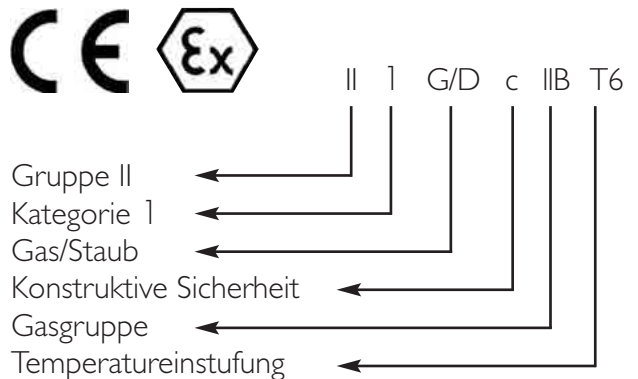 CE Ex
II 1 G/D c IIB T6
Gruppe II
Kategorie 1
Gas/Staub
Konstruktive Sicherheit
Gasgruppe
Temperatureinstufung